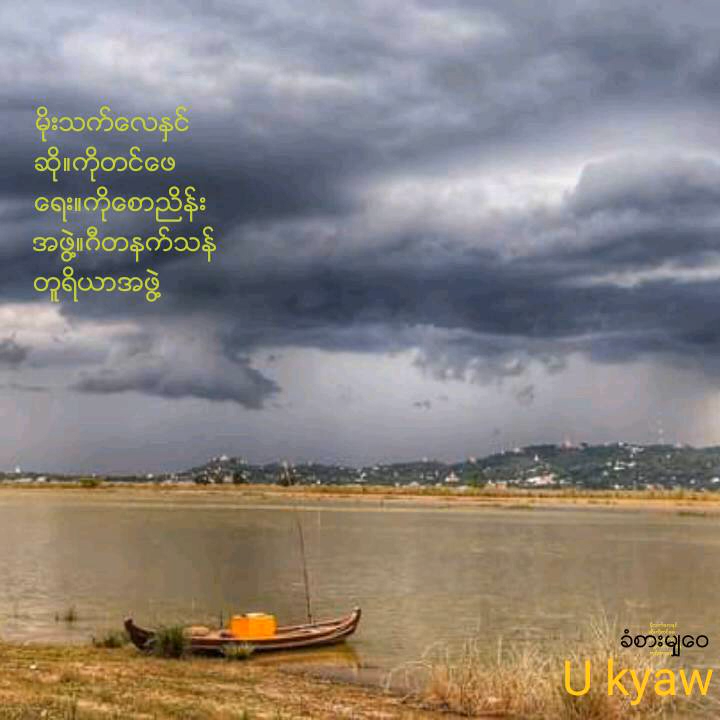 မိုးသက်လေနှင်
ဆို။ကိုတင်ဖေ
ရေး။ကိုစောညိန်း
အဖွဲ့။ဂီတနက်သန်
တူရိယာအဖွဲ့
ခံစားမျှဝေ
U kyaw